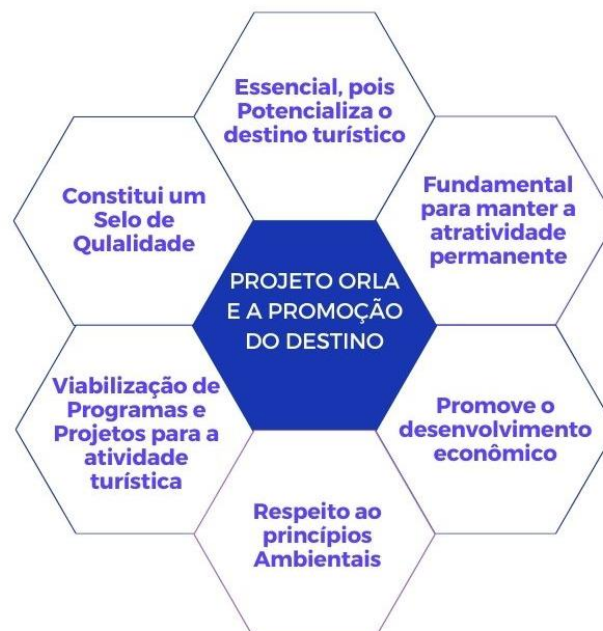 Essencial, pois
Potencializa o
destino turístico
Constitui um
Selo de
Qulalidade
Fundamental
para manter a
atratividade
permanente
PROJETO ORLA
E A PROMOÇÃO
DO DESTINO
Viabilização de
Programas e
Projetos para a
atividade
turística
Promove o
desenvolvimento
econômico
Respeito ao
princípios
Ambientais